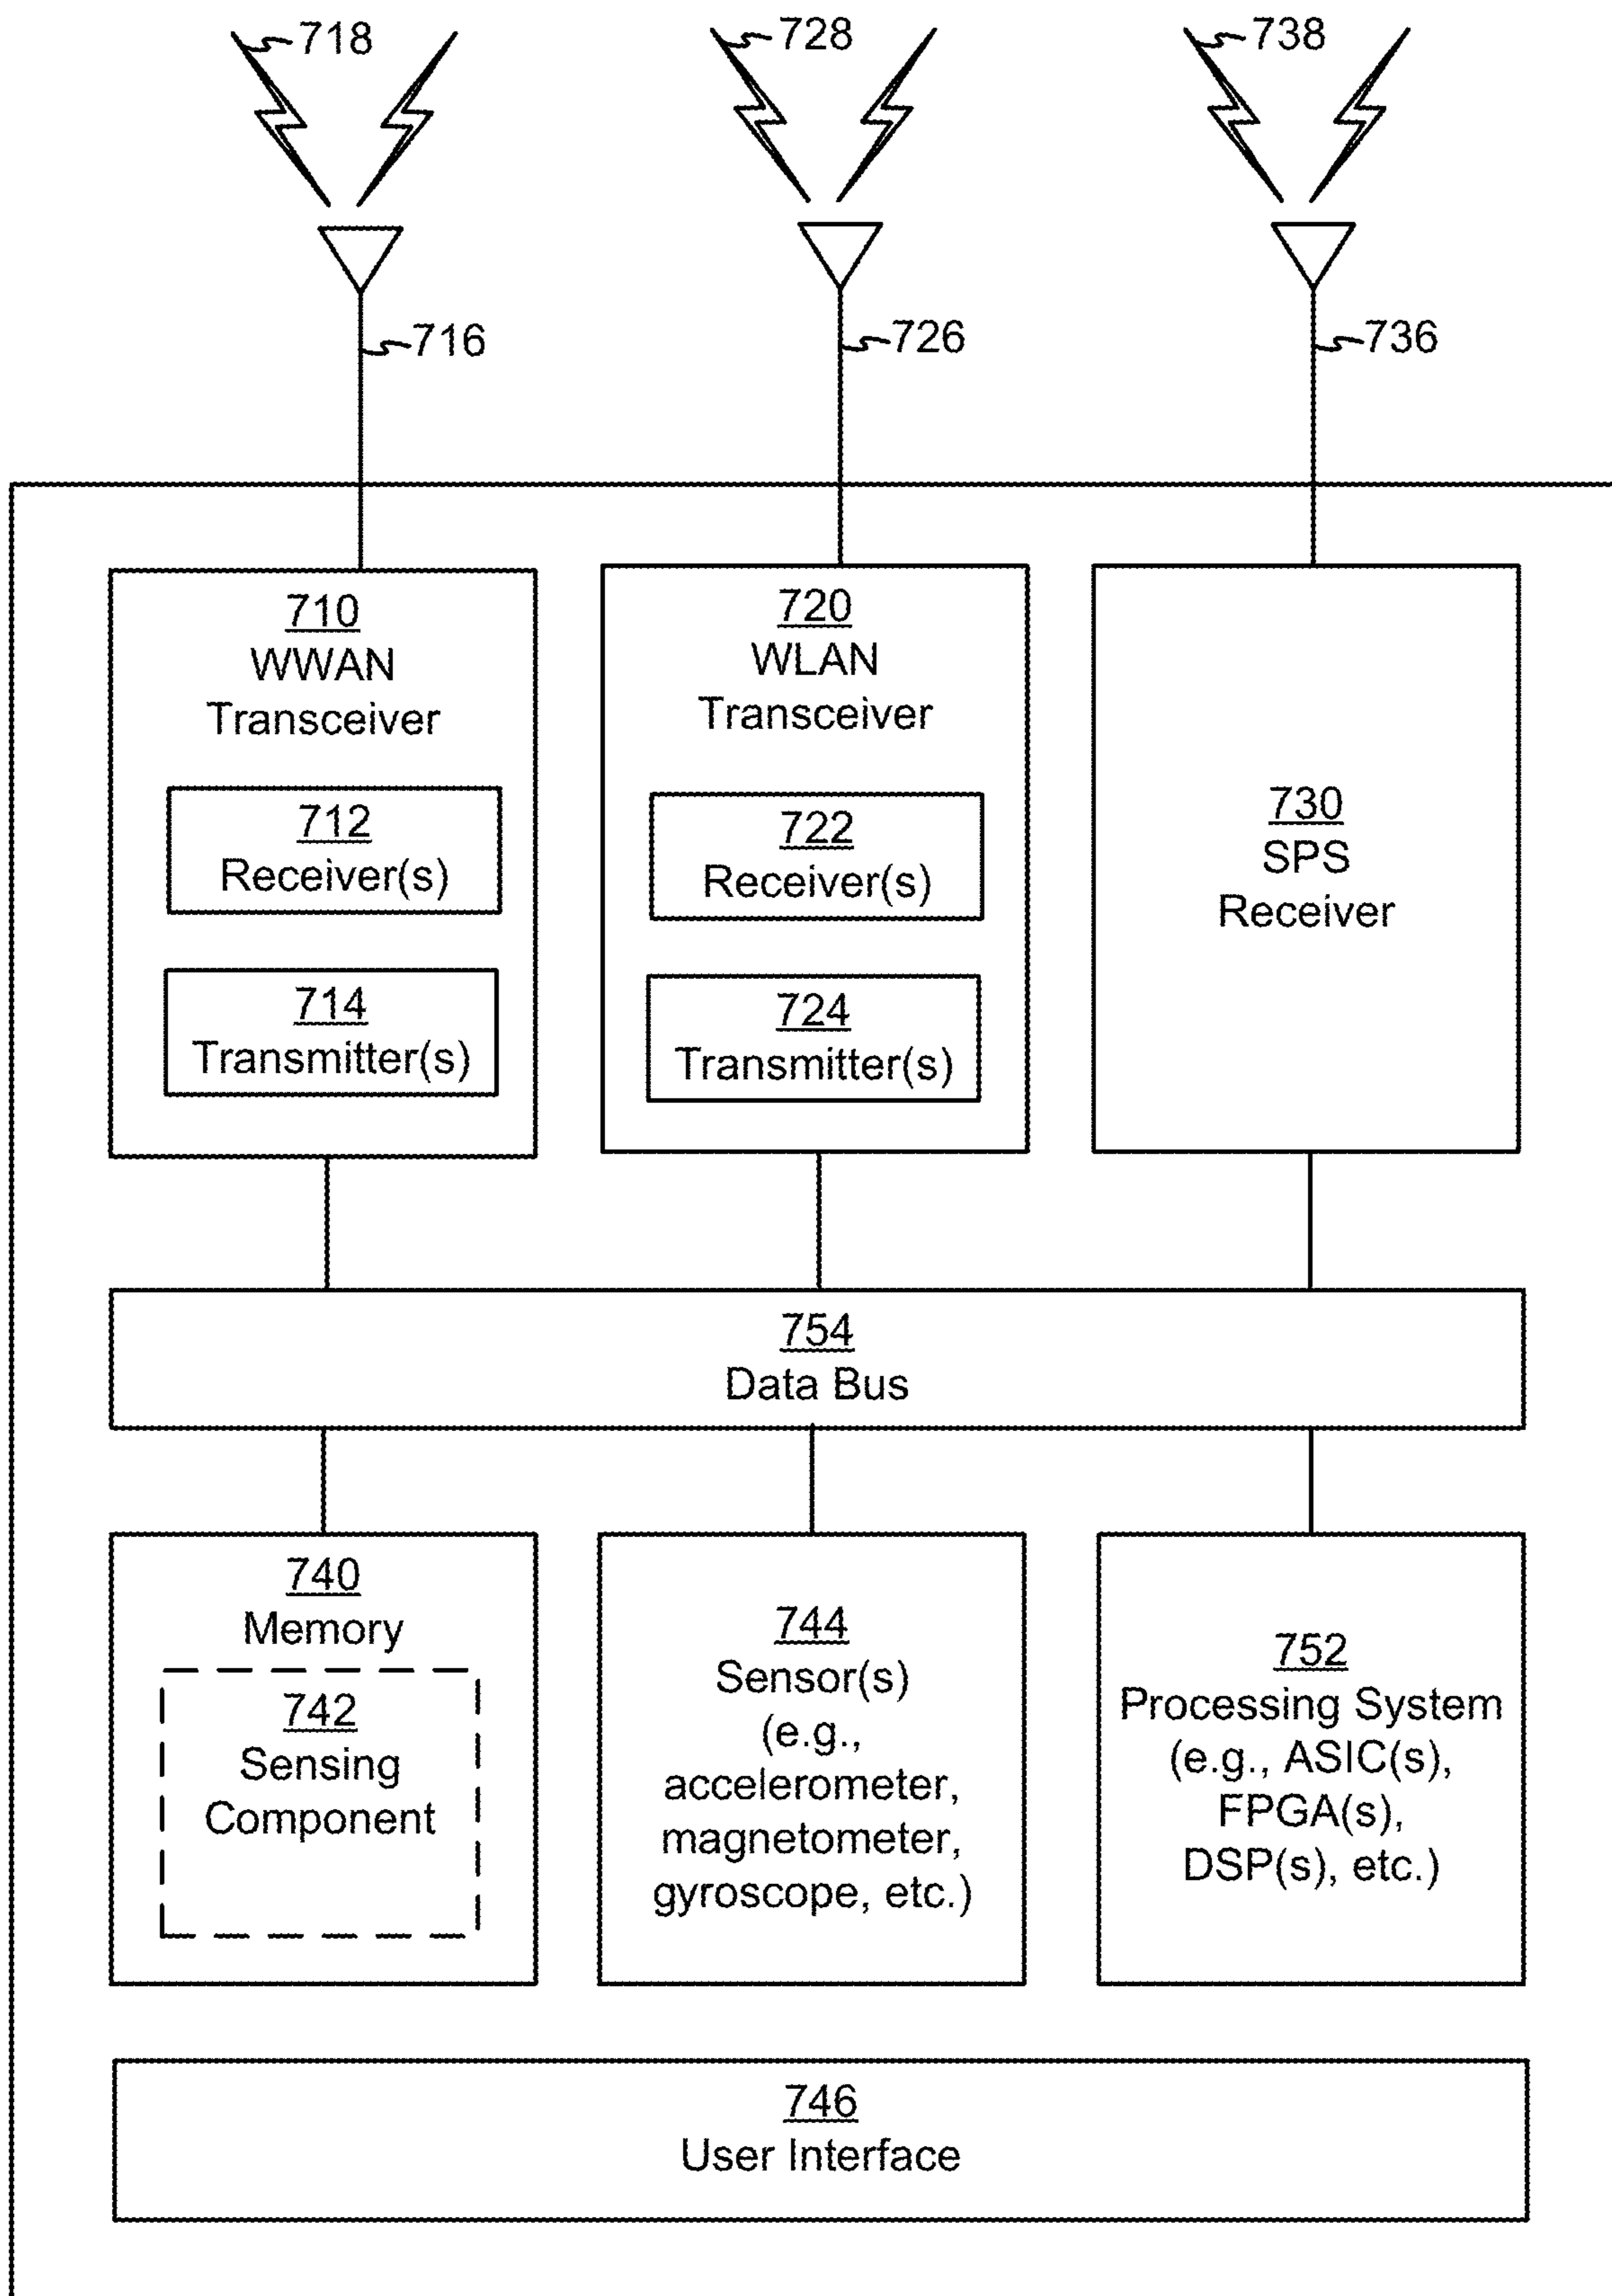 718
728
738
716
726
736
710
WWAN
Transceiver
712
Receiver(s)
714
Transmitter(s)
720
WLAN
Transceiver
722
Receiver(s)
724
Transmitter(s)
730
SPS
Receiver
754
Data Bus
740
Memory
742
Sensing
Component
744
Sensor(s)
(e.g.,
accelerometer,
magnetometer,
gyroscope, etc.)
752
Processing System
(e.g., ASIC(s),
FPGA(s),
DSP(s), etc.)
746
User Interface